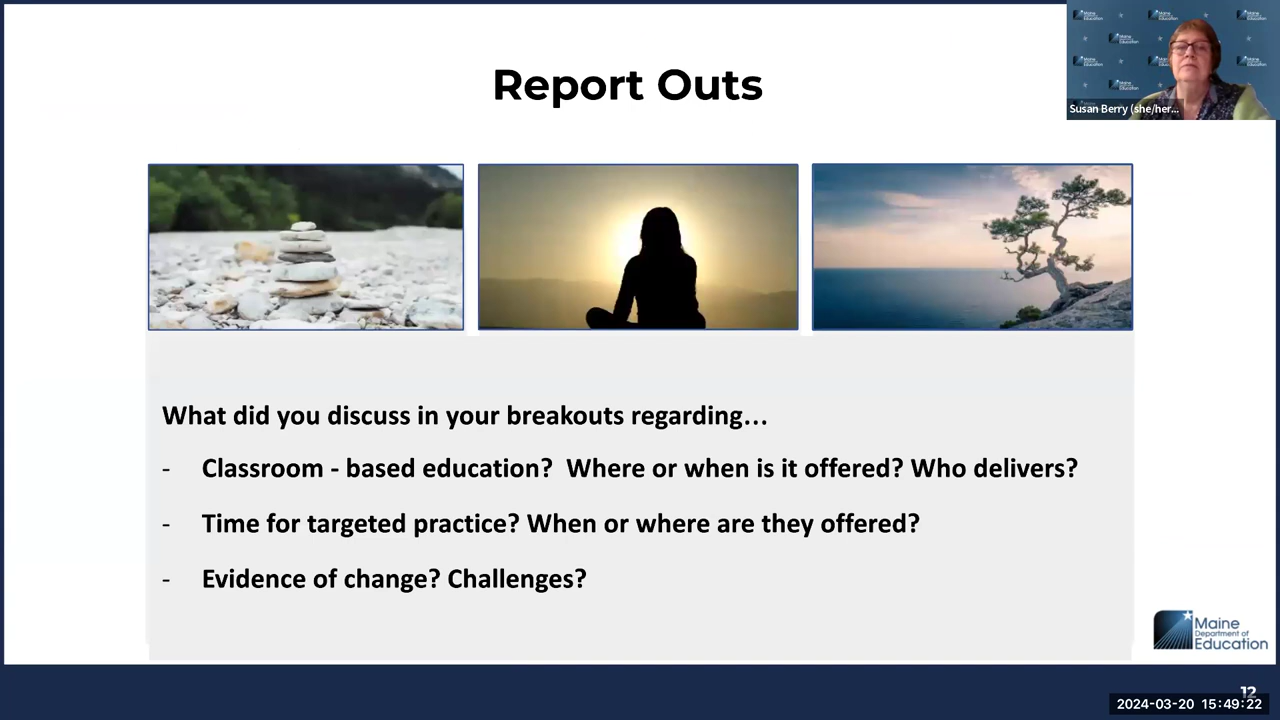 Report Outs
Susan Berry (she/her...
What did you discuss in your breakouts regarding...
- Classroom - based education?  Where or when is it offered? Who delivers?
- Time for targeted practice? When or where are they offered?
- Evidence of change? Challenges?
Maine
Department of
Education
12
2024-03-20 15:49:22